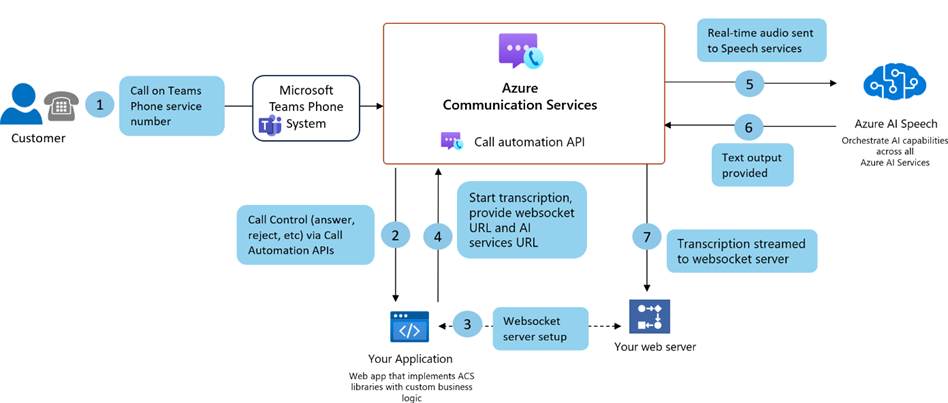 Customer
1
Call on Teams
Phone service
number
Microsoft
Teams Phone
System
Azure
Communication Services
Call automation API
Real-time audio sent
to Speech services
5
6
Text output
provided
Azure AI Speech
Orchestrate AI capabilities
across all
Azure AI Services
Call Control (answer,
reject, etc) via Call
Automation APIs
2
4
Start transcription,
provide websocket
URL and AI
services URL
7
Transcription streamed
to websocket server
3
Websocket
server setup
Your Application
Web app that implements ACS
libraries with custom business
logic
Your web server